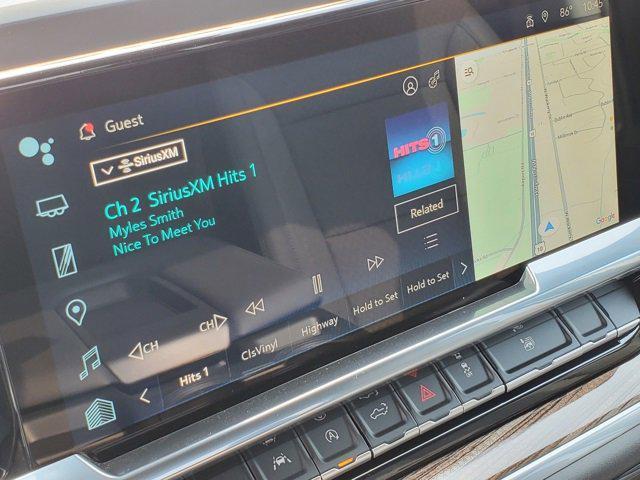 86° 10:45
Guest
SiriusXM
Ch 2 SiriusXM Hits 1
Myles Smith
Nice To Meet You
HITS 1
Related
CH
CH
Hits 1
ClsVinyl
Highway
Hold to Set
Hold to Set
Google
A